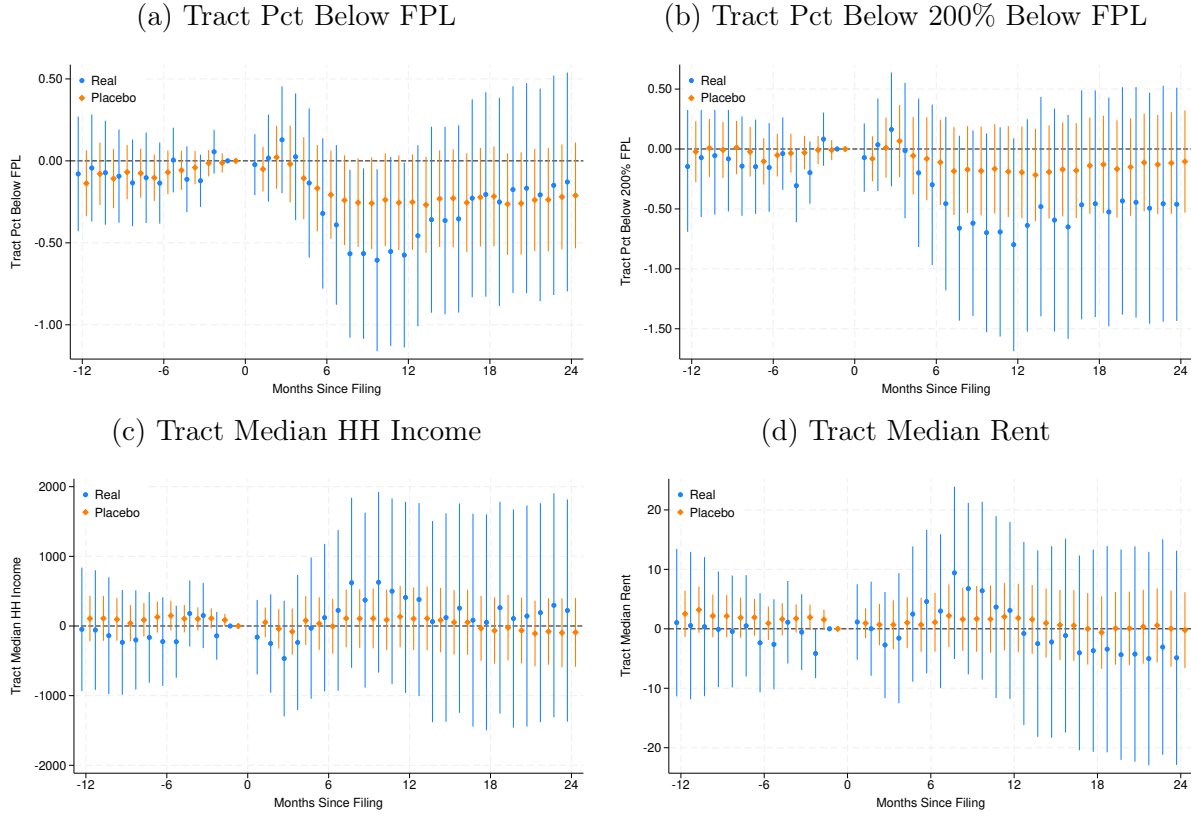 (a) Tract Pct Below FPL
(b) Tract Pct Below 200% Below FPL
Tract Pct Below FPL
0.50
0.00
-0.50
-1.00
Real
Placebo
-12
-6
0
6
12
18
24
Months Since Filing
Tract Pct Below 200% FPL
0.50
0.00
-0.50
-1.00
-1.50
Real
Placebo
-12
-6
0
6
12
18
24
Months Since Filing
(c) Tract Median HH Income
(d) Tract Median Rent
Tract Median HH Income
2000
1000
0
-1000
-2000
Real
Placebo
-12
-6
0
6
12
18
24
Months Since Filing
Tract Median Rent
20
10
0
-10
-20
Real
Placebo
-12
-6
0
6
12
18
24
Months Since Filing